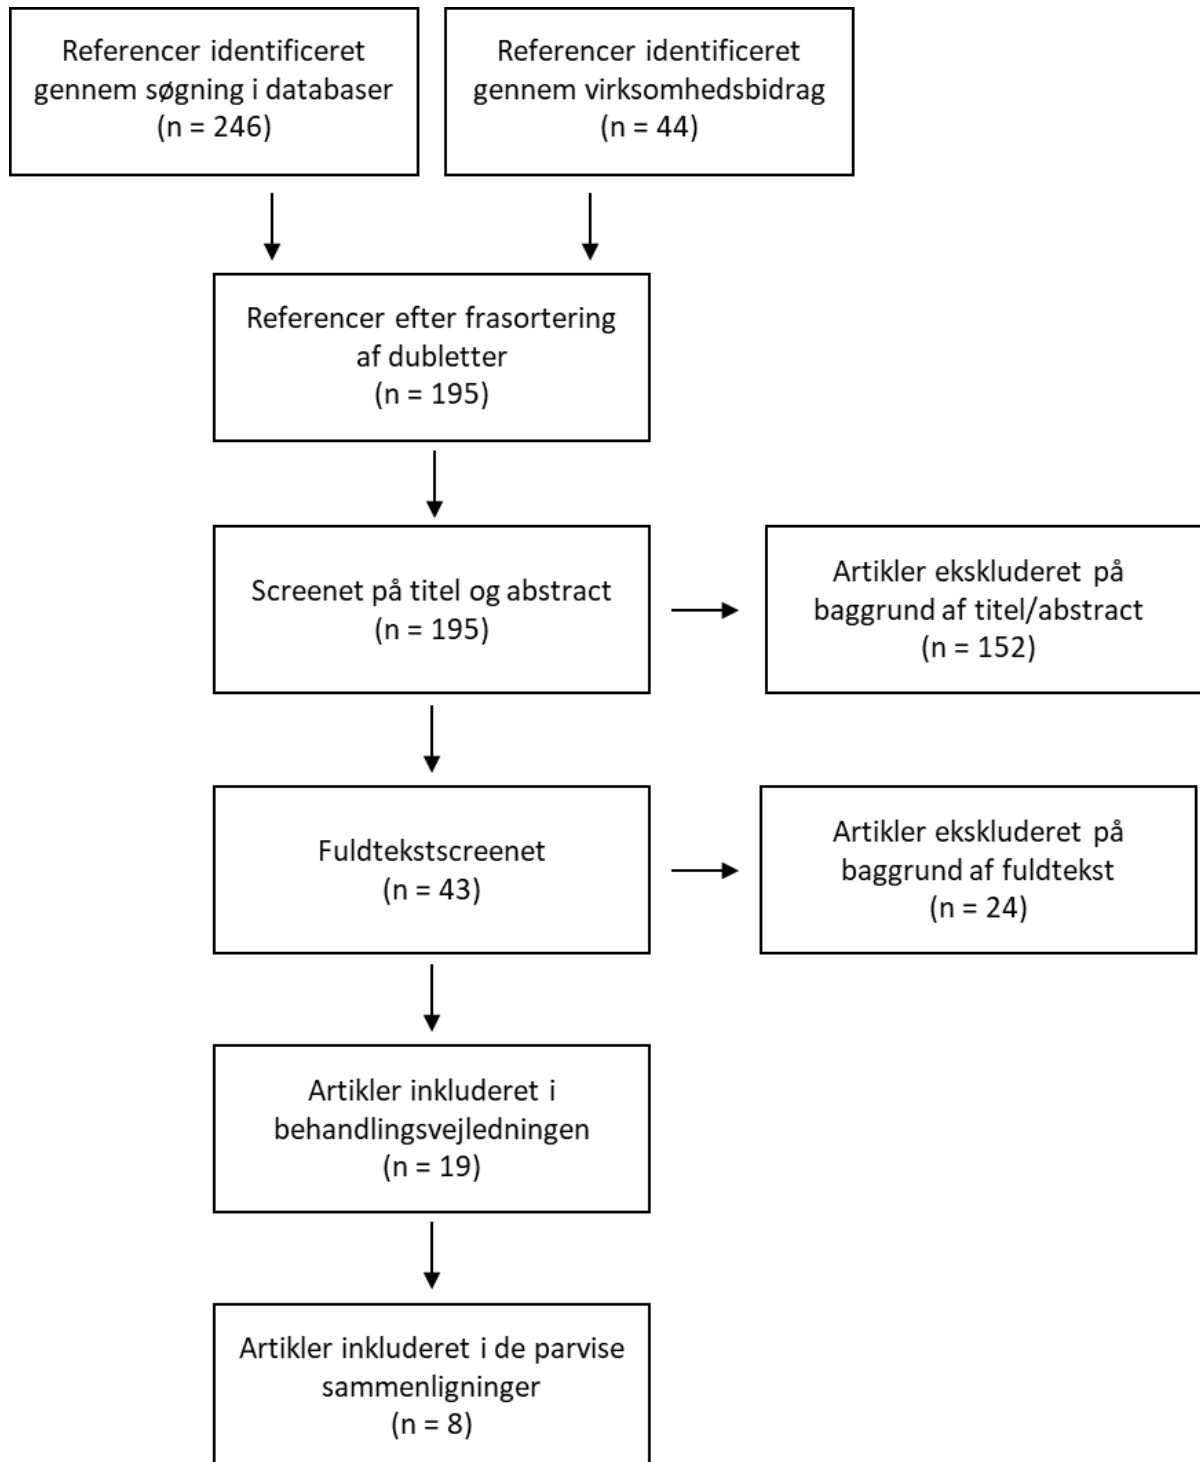 Referencer identificeret
gennem søgning i databaser
(n = 246)
Referencer identificeret
gennem virksomhedsbidrag
(n = 44)
Referencer efter frasortering
af dubletter
(n = 195)
Screenet på titel og abstract
(n = 195)
Artikler ekskluderet på
baggrund af titel/abstract
(n = 152)
Fuldtekstscreenet
(n = 43)
Artikler ekskluderet på
baggrund af fuldtekst
(n = 24)
Artikler inkluderet i
behandlingsvejledningen
(n = 19)
Artikler inkluderet i de parvise
sammenligninger
(n = 8)